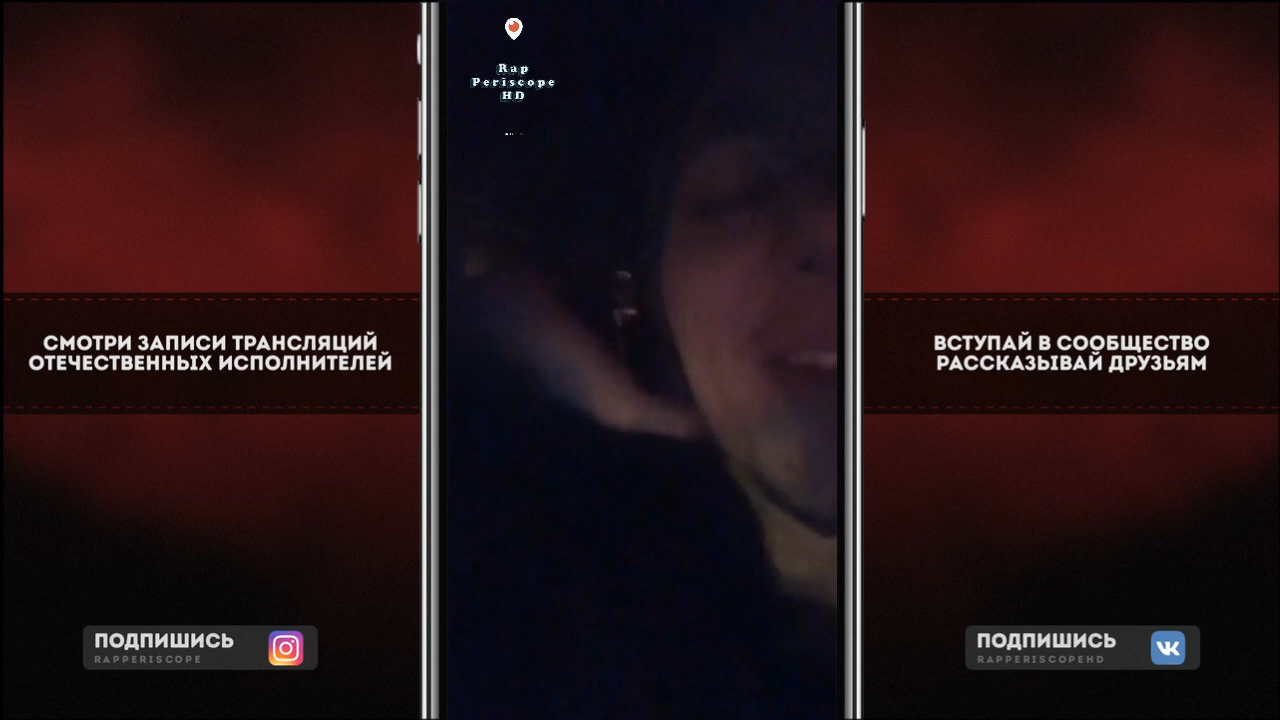 Rap
Periscope
HD
СМОТРИ ЗАПИСИ ТРАНСЛЯЦИЙ
ОТЕЧЕСТВЕННЫХ ИСПОЛНИТЕЛЕЙ
ВСТУПАЙ В СООБЩЕСТВО
РАССКАЗЫВАЙ ДРУЗЬЯМ
ПОДПИШИСЬ
RAPPERISCOPE
ПОДПИШИСЬ
RAPPERISCOPEHD